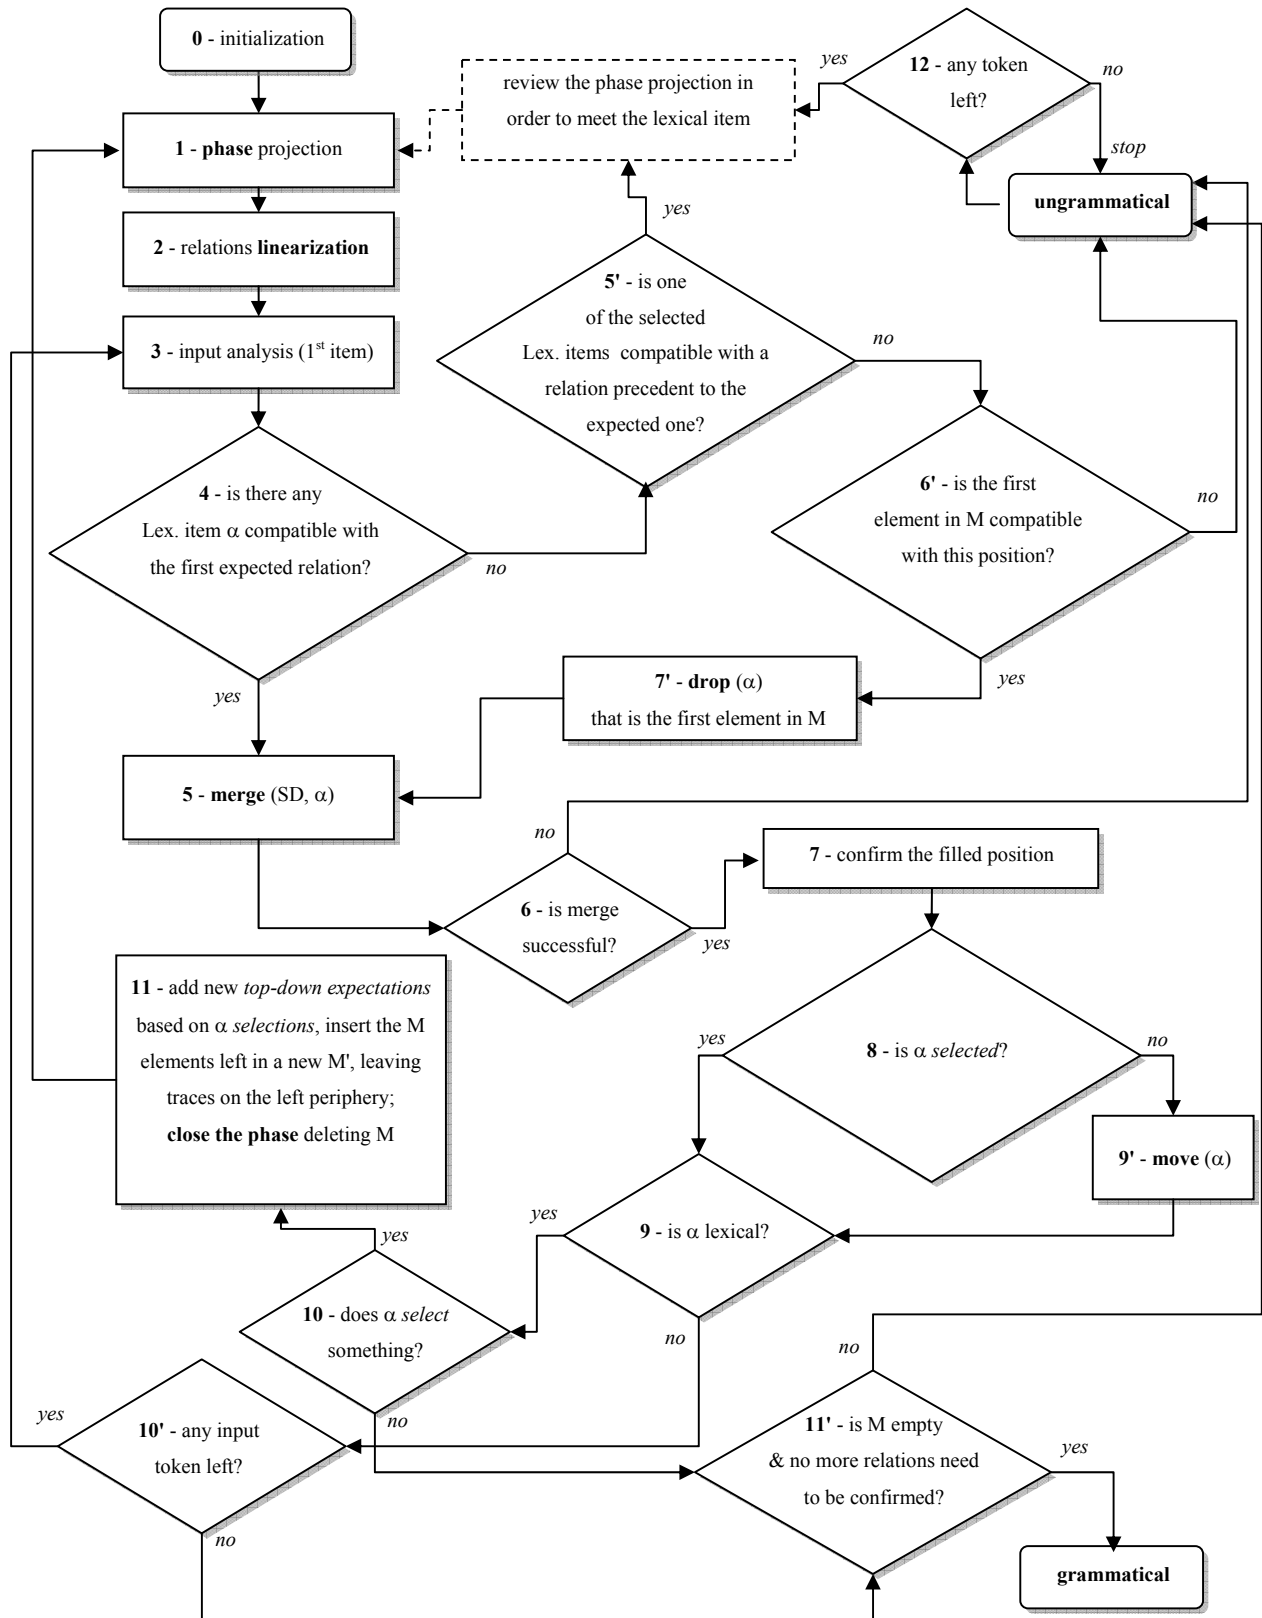 0 - initialization
yes
12 - any token
left?
no
review the phase projection in
order to meet the lexical item
1 - phase projection
stop
ungrammatical
yes
2 - relations linearization
5' - is one
of the selected
Lex. items compatible with a
relation precedent to the
expected one?
no
3 - input analysis (1st item)
4 - is there any
Lex. item α compatible with
the first expected relation?
no
6' - is the first
element in M compatible
with this position?
no
yes
yes
7' - drop (α)
that is the first element in M
5 - merge (SD, α)
no
7 - confirm the filled position
6 - is merge
successful?
yes
11 - add new top-down expectations
based on α selections, insert the M
elements left in a new M', leaving
traces on the left periphery;
close the phase deleting M
yes
8 - is α selected?
no
9' - move (α)
yes
9 - is α lexical?
yes
10 - does α select
something?
no
no
no
yes
10' - any input
token left?
11' - is M empty
& no more relations need
to be confirmed?
yes
no
grammatical